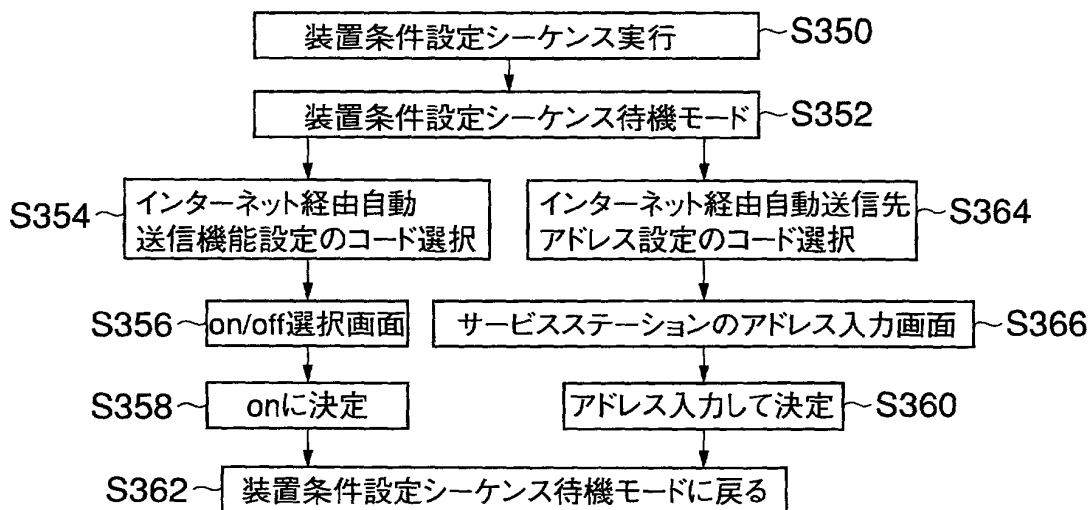 装置条件設定シーケンス実行
S350
装置条件設定シーケンス待機モード
S352
S354
インターネット経由自動
送信機能設定のコード選択
インターネット経由自動送信先
アドレス設定のコード選択
S364
S356
on/off選択画面
サービスステーションのアドレス入力画面
S366
S358
onに決定
アドレス入力して決定
S360
S362
装置条件設定シーケンス待機モードに戻る